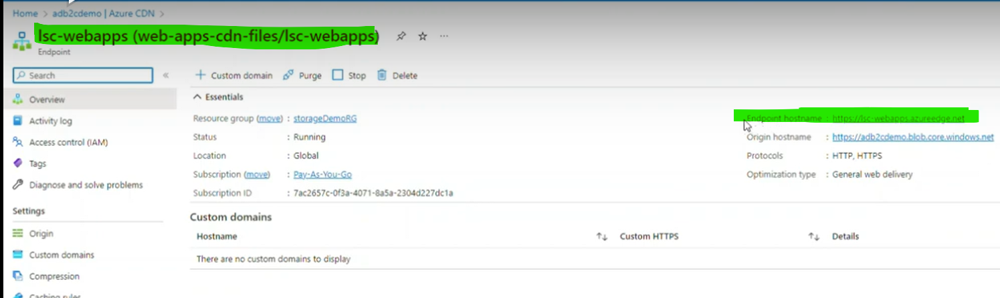 Home > adb2cdemo | Azure CDN >
lsc-webapps (web-apps-cdn-files/lsc-webapps)
Endpoint
Search
+ Custom domain Purge Stop Delete
Overview
Activity log
Access control (IAM)
Tags
Diagnose and solve problems
Settings
Origin
Custom domains
Compression
Caching rules
Essentials
Resource group (move) : storageDemoRG
Status : Running
Location : Global
Subscription (move) : Pay-As-You-Go
Subscription ID : 7ac2657c-0f3a-4071-8a5a-2304d227dc1a
Endpoint hostname : https://lsc-webapps.azureedge.net
Origin hostname : https://adb2cdemo.blob.core.windows.net
Protocols : HTTP, HTTPS
Optimization type : General web delivery
Custom domains
Hostname Custom HTTPS Details
There are no custom domains to display